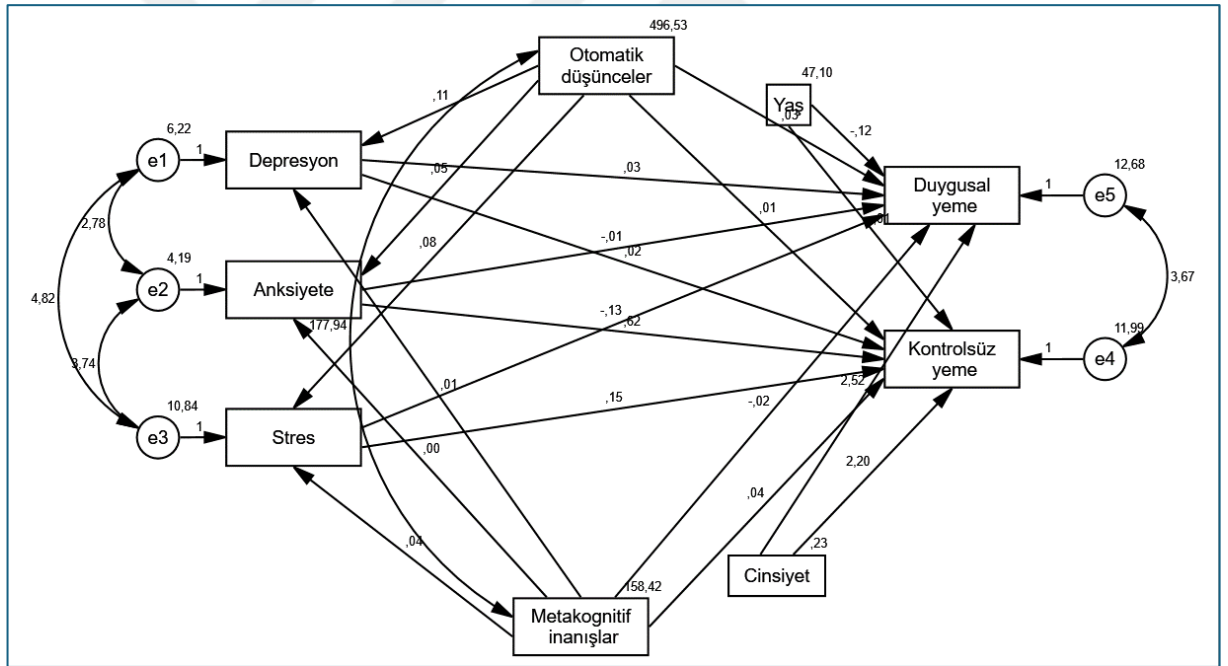 496,53
Otomatik
düşünceler
47,10
Yaş
,03
-,12
,11
6,22
e1
1
Depresyon
,05
,03
Duygusal
yeme
12,68
1
e5
2,78
,01
,01
4,19
e2
1
Anksiyete
,08
-,01
,02
3,67
4,82
177,94
-,13
,62
11,99
Kontrolsüz
yeme
1
e4
3,74
10,84
e3
1
Stres
,01
,15
2,52
-,02
,00
2,20
,04
,04
,23
Cinsiyet
158,42
Metakognitif
inanışlar